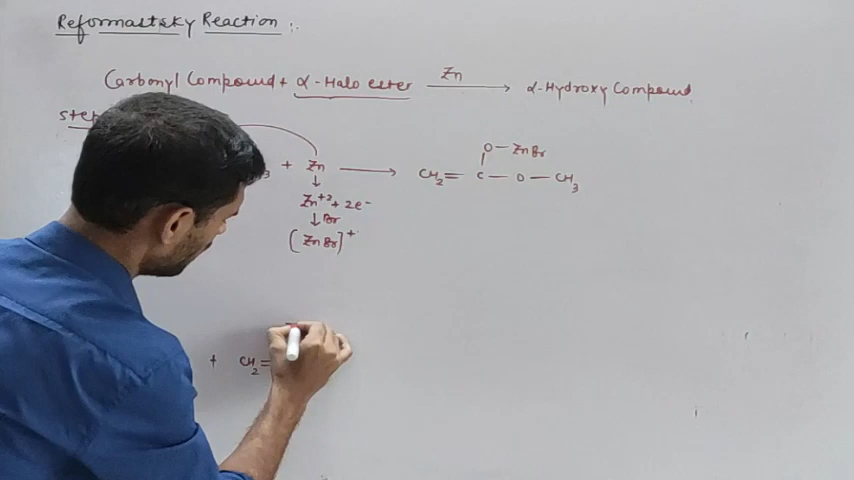 Reformatsky Reaction :.
Carbonyl Compound + α-Halo ester Zn → α-Hydroxy Compound
step
O — ZnBr
+ Zn → CH2 = C — O — CH3
↓
Zn+2 + 2e-
↓ Br
[ZnBr]+
+ CH2 =